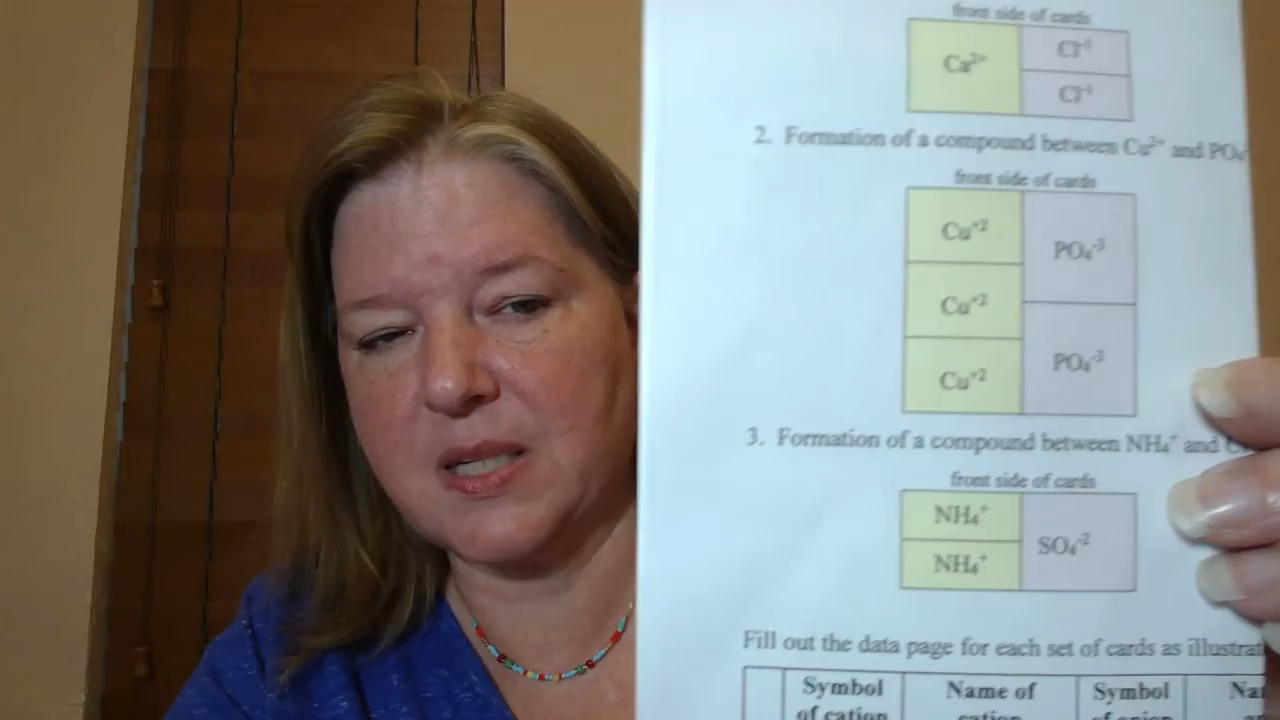 front side of cards
Ca²⁺
Cl⁻¹
Cl⁻¹
2. Formation of a compound between Cu²⁺ and PO₄
front side of cards
Cu⁺²
PO₄⁻³
Cu⁺²
PO₄⁻³
Cu⁺²
3. Formation of a compound between NH₄⁺ and
front side of cards
NH₄⁺
SO₄⁻²
NH₄⁺
Fill out the data page for each set of cards as
Symbol Name of Symbol
of cation cation of anion